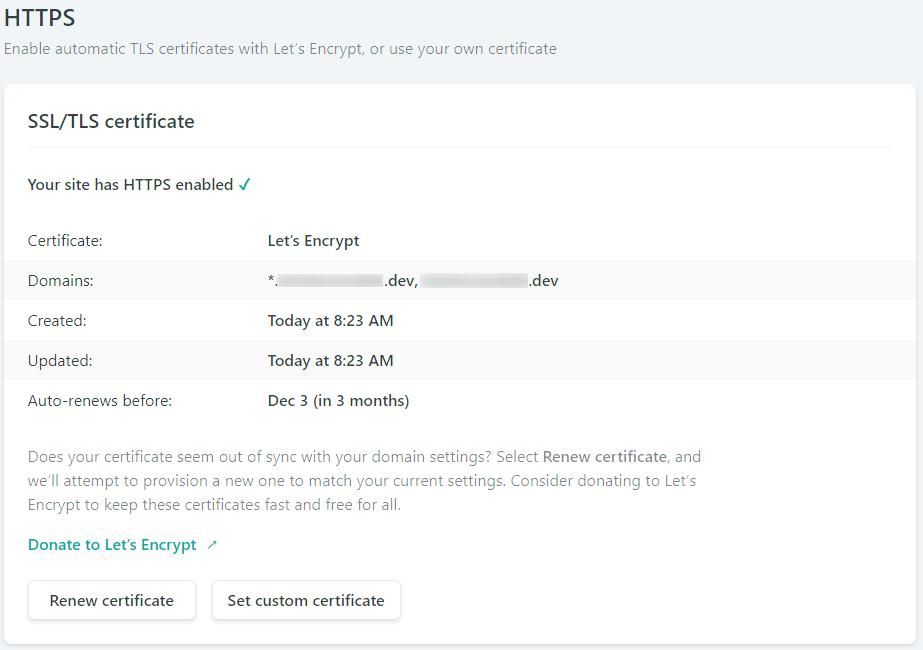 HTTPS
Enable automatic TLS certificates with Let's Encrypt, or use your own certificate
SSL/TLS certificate
Your site has HTTPS enabled ✓
Certificate: Let's Encrypt
Domains: *. .dev, .dev
Created: Today at 8:23 AM
Updated: Today at 8:23 AM
Auto-renews before: Dec 3 (in 3 months)
Does your certificate seem out of sync with your domain settings? Select Renew certificate, and
we'll attempt to provision a new one to match your current settings. Consider donating to Let's
Encrypt to keep these certificates fast and free for all.
Donate to Let's Encrypt ↗
Renew certificate Set custom certificate